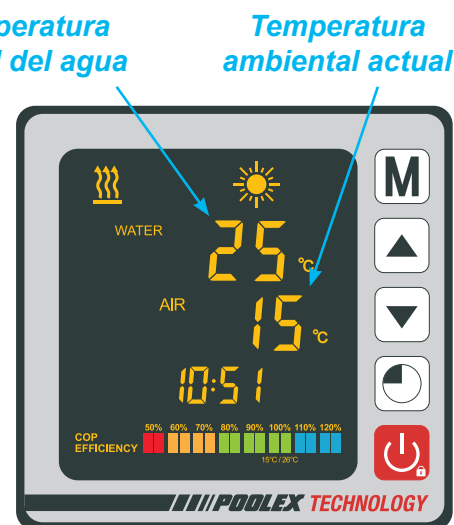 peratura
l del agua
Temperatura
ambiental actual
M
WATER
25 °C
AIR
15 °C
10:51
50% 60% 70% 80% 90% 100% 110% 120%
COP
EFFICIENCY
15°C / 26°C
POOLEX TECHNOLOGY